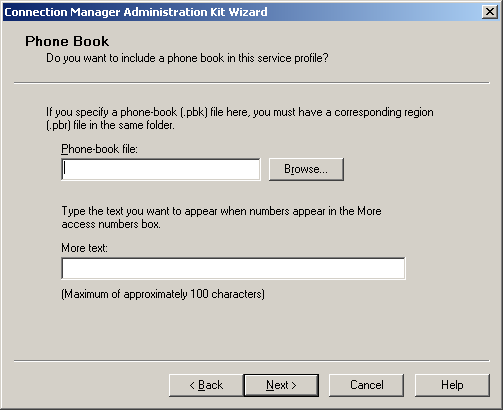 Connection Manager Administration Kit Wizard
Phone Book
Do you want to include a phone book in this service profile?
If you specify a phone-book (.pbk) file here, you must have a corresponding region
(.pbr) file in the same folder.
Phone-book file:
Browse...
Type the text you want to appear when numbers appear in the More
access numbers box.
More text:
(Maximum of approximately 100 characters)
< Back
Next >
Cancel
Help